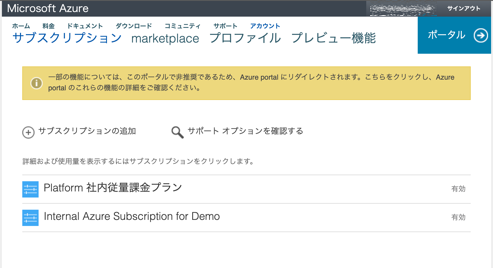 Microsoft Azure
サインアウト
ホーム 料金 ドキュメント ダウンロード コミュニティ サポート アカウント
サブスクリプション marketplace プロファイル プレビュー機能
ポータル
一部の機能については、このポータルで非推奨であるため、Azure portal にリダイレクトされます。こちらをクリックし、Azure
portal のこれらの機能の詳細をご確認ください。
サブスクリプションの追加
サポート オプションを確認する
詳細および使用量を表示するにはサブスクリプションをクリックします。
Platform 社内従量課金プラン 有効
Internal Azure Subscription for Demo 有効